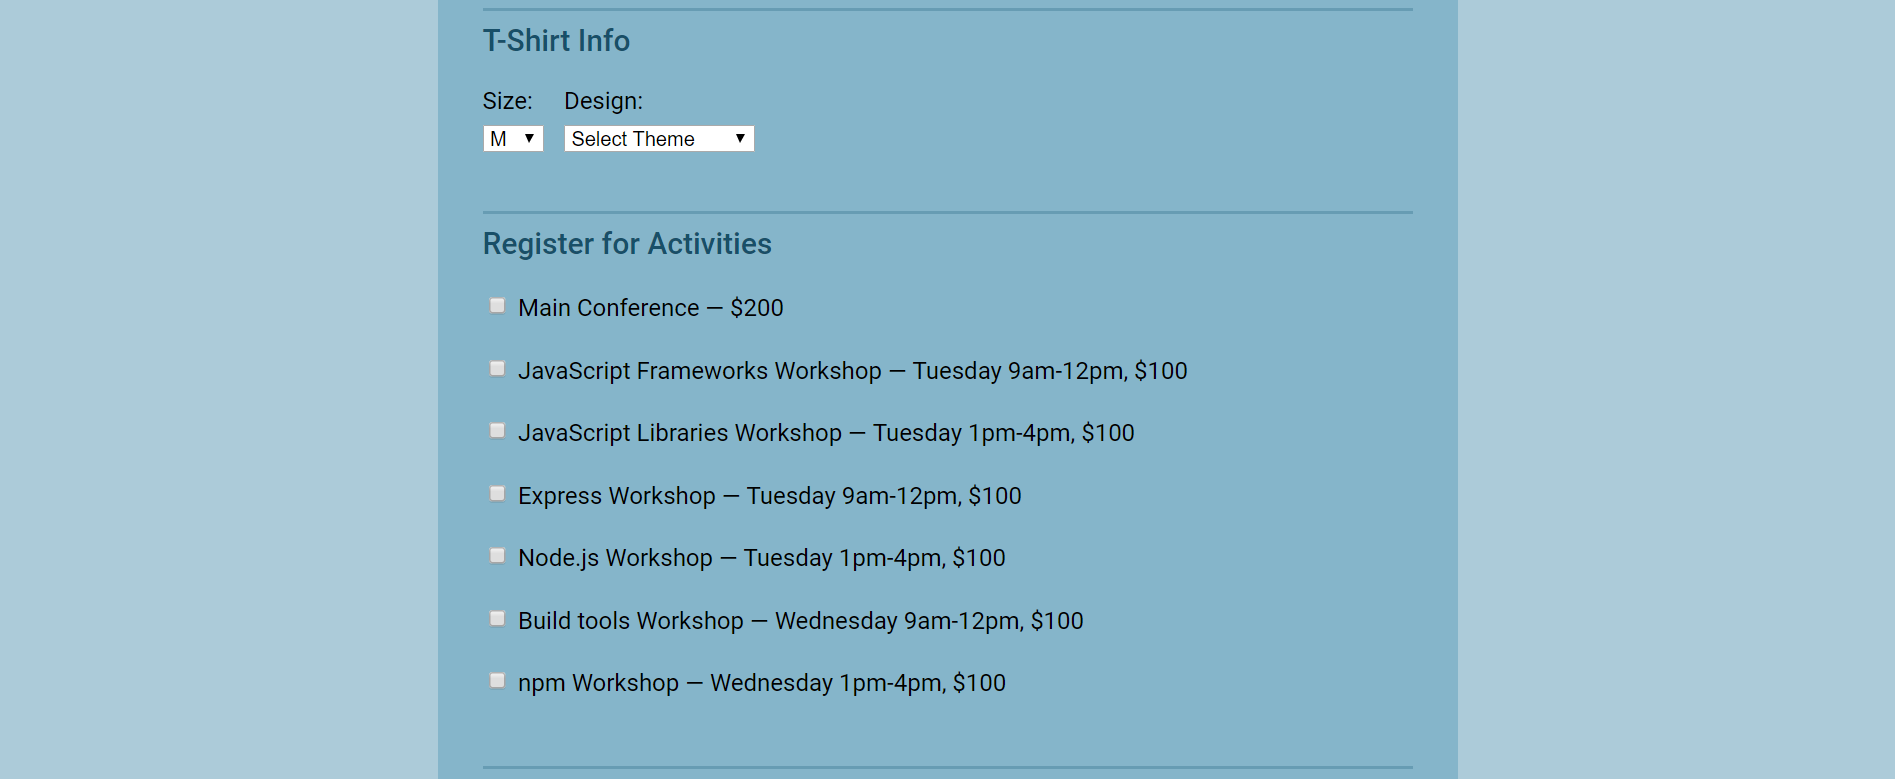 T-Shirt Info
Size: Design:
M Select Theme
Register for Activities
Main Conference — $200
JavaScript Frameworks Workshop — Tuesday 9am-12pm, $100
JavaScript Libraries Workshop — Tuesday 1pm-4pm, $100
Express Workshop — Tuesday 9am-12pm, $100
Node.js Workshop — Tuesday 1pm-4pm, $100
Build tools Workshop — Wednesday 9am-12pm, $100
npm Workshop — Wednesday 1pm-4pm, $100